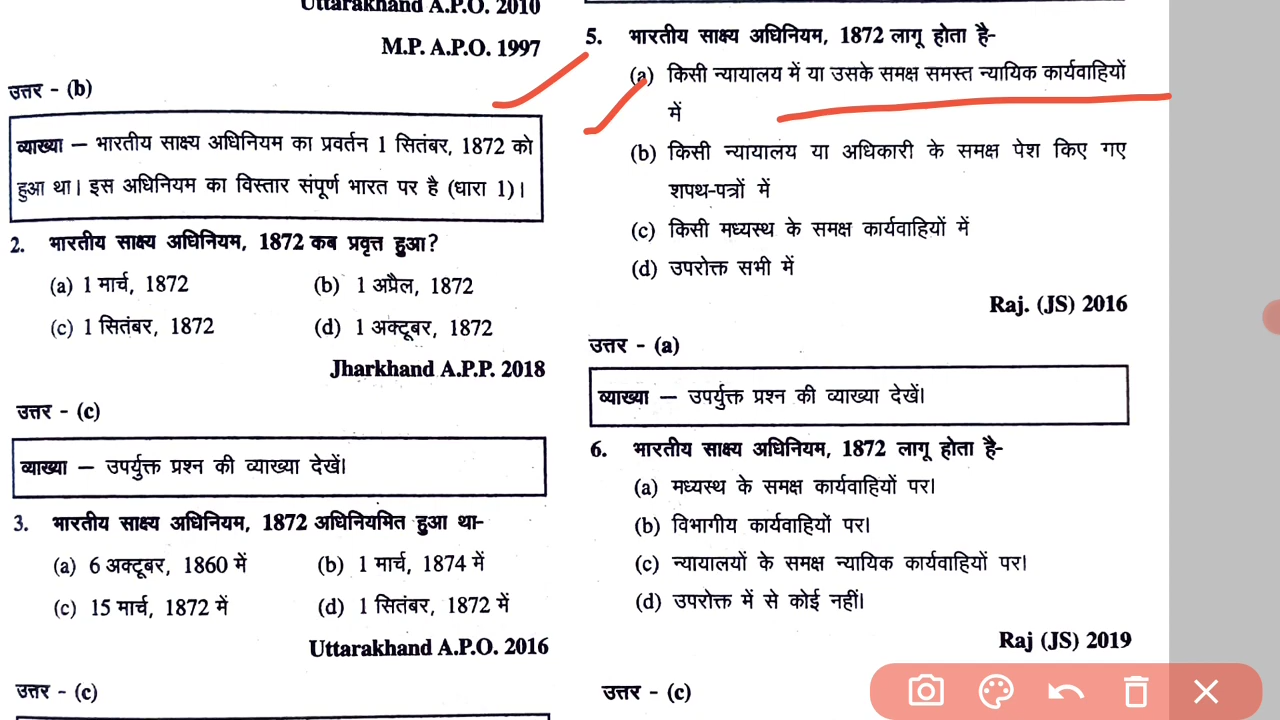 Uttarakhand A.P.O. 2010
M.P. A.P.O. 1997
उत्तर - (b)
व्याख्या — भारतीय साक्ष्य अधिनियम का प्रवर्तन 1 सितंबर, 1872 को
हुआ था। इस अधिनियम का विस्तार संपूर्ण भारत पर है (धारा 1)।
2. भारतीय साक्ष्य अधिनियम, 1872 कब प्रवृत्त हुआ?
(a) 1 मार्च, 1872 (b) 1 अप्रैल, 1872
(c) 1 सितंबर, 1872 (d) 1 अक्टूबर, 1872
Jharkhand A.P.P. 2018
उत्तर - (c)
व्याख्या — उपर्युक्त प्रश्न की व्याख्या देखें।
3. भारतीय साक्ष्य अधिनियम, 1872 अधिनियमित हुआ था-
(a) 6 अक्टूबर, 1860 में (b) 1 मार्च, 1874 में
(c) 15 मार्च, 1872 में (d) 1 सितंबर, 1872 में
Uttarakhand A.P.O. 2016
उत्तर - (c)
5. भारतीय साक्ष्य अधिनियम, 1872 लागू होता है-
(a) किसी न्यायालय में या उसके समक्ष समस्त न्यायिक कार्यवाहियों
में
(b) किसी न्यायालय या अधिकारी के समक्ष पेश किए गए
शपथ-पत्रों में
(c) किसी मध्यस्थ के समक्ष कार्यवाहियों में
(d) उपरोक्त सभी में
Raj. (JS) 2016
उत्तर - (a)
व्याख्या — उपर्युक्त प्रश्न की व्याख्या देखें।
6. भारतीय साक्ष्य अधिनियम, 1872 लागू होता है-
(a) मध्यस्थ के समक्ष कार्यवाहियों पर।
(b) विभागीय कार्यवाहियों पर।
(c) न्यायालयों के समक्ष न्यायिक कार्यवाहियों पर।
(d) उपरोक्त में से कोई नहीं।
Raj (JS) 2019
उत्तर - (c)